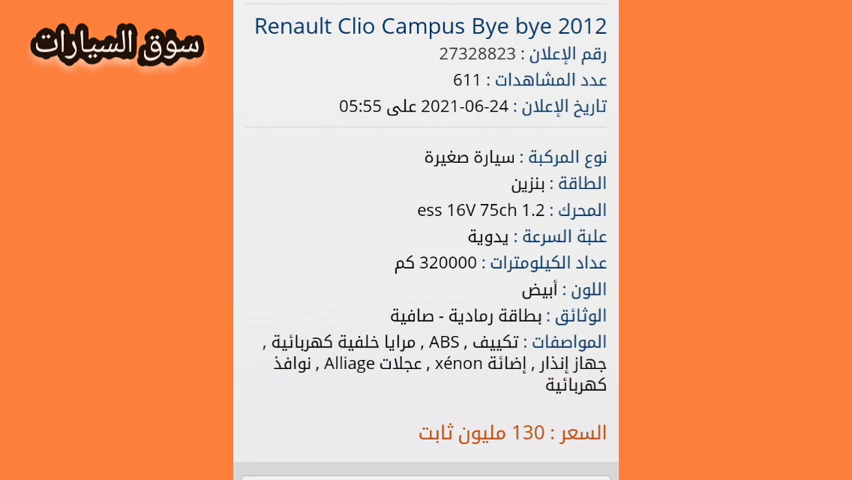 سوق السيارات
Renault Clio Campus Bye bye 2012
رقم الإعلان : 27328823
عدد المشاهدات : 611
تاريخ الإعلان : 24-06-2021 على 05:55
نوع المركبة : سيارة صغيرة
الطاقة : بنزين
المحرك : 1.2 ess 16V 75ch
علبة السرعة : يدوية
عداد الكيلومترات : 320000 كم
اللون : أبيض
الوثائق : بطاقة رمادية - صافية
المواصفات : تكييف , ABS , مرايا خلفية كهربائية ,
جهاز إنذار , إضائة xénon , عجلات Alliage , نوافذ
كهربائية
السعر : 130 مليون ثابت